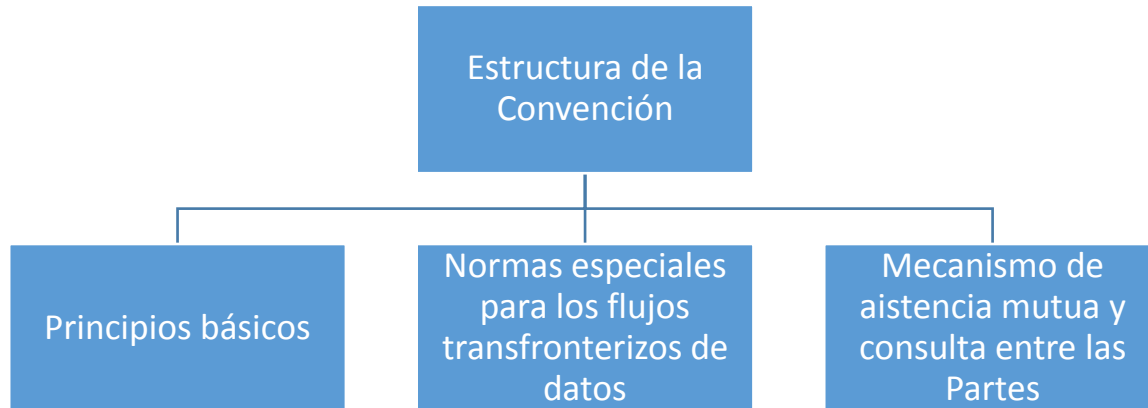 Estructura de la
Convención
Principios básicos
Normas especiales
para los flujos
transfronterizos de
datos
Mecanismo de
aistencia mutua y
consulta entre las
Partes